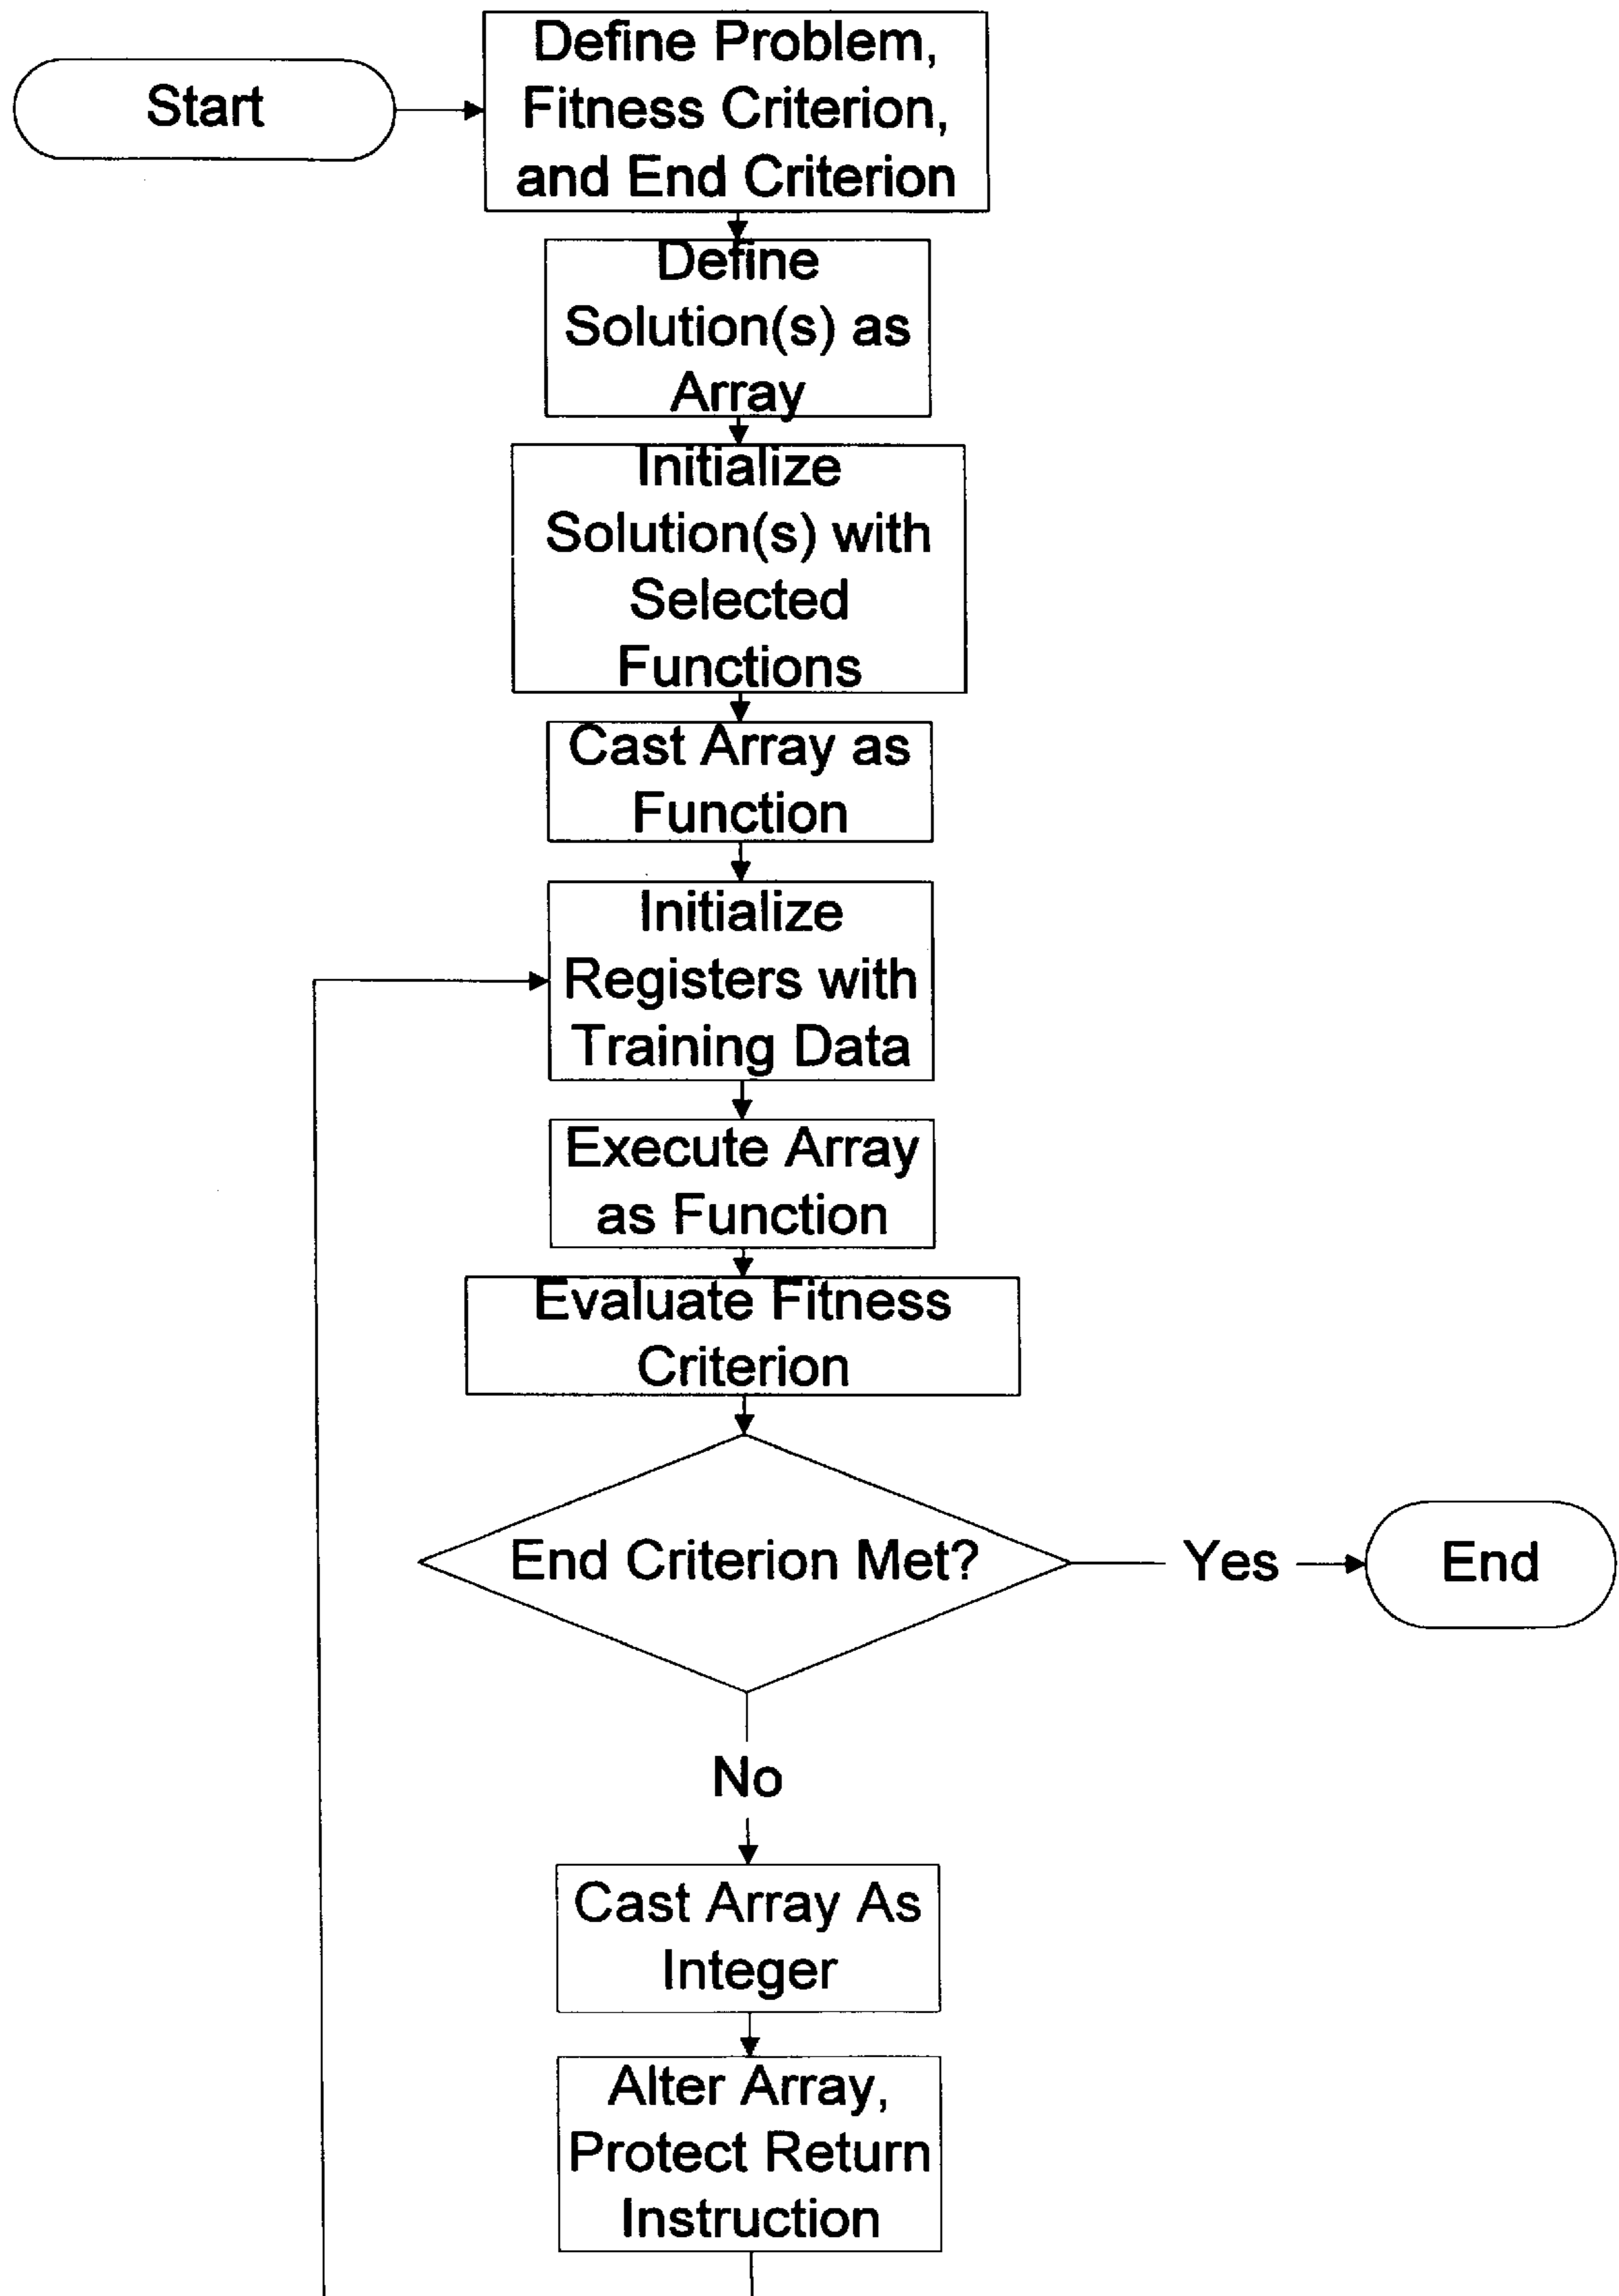 Start
Define Problem,
Fitness Criterion,
and End Criterion
Define
Solution(s) as
Array
Initialize
Solution(s) with
Selected
Functions
Cast Array as
Function
Initialize
Registers with
Training Data
Execute Array
as Function
Evaluate Fitness
Criterion
End Criterion Met?
Yes
End
No
Cast Array As
Integer
Alter Array,
Protect Return
Instruction